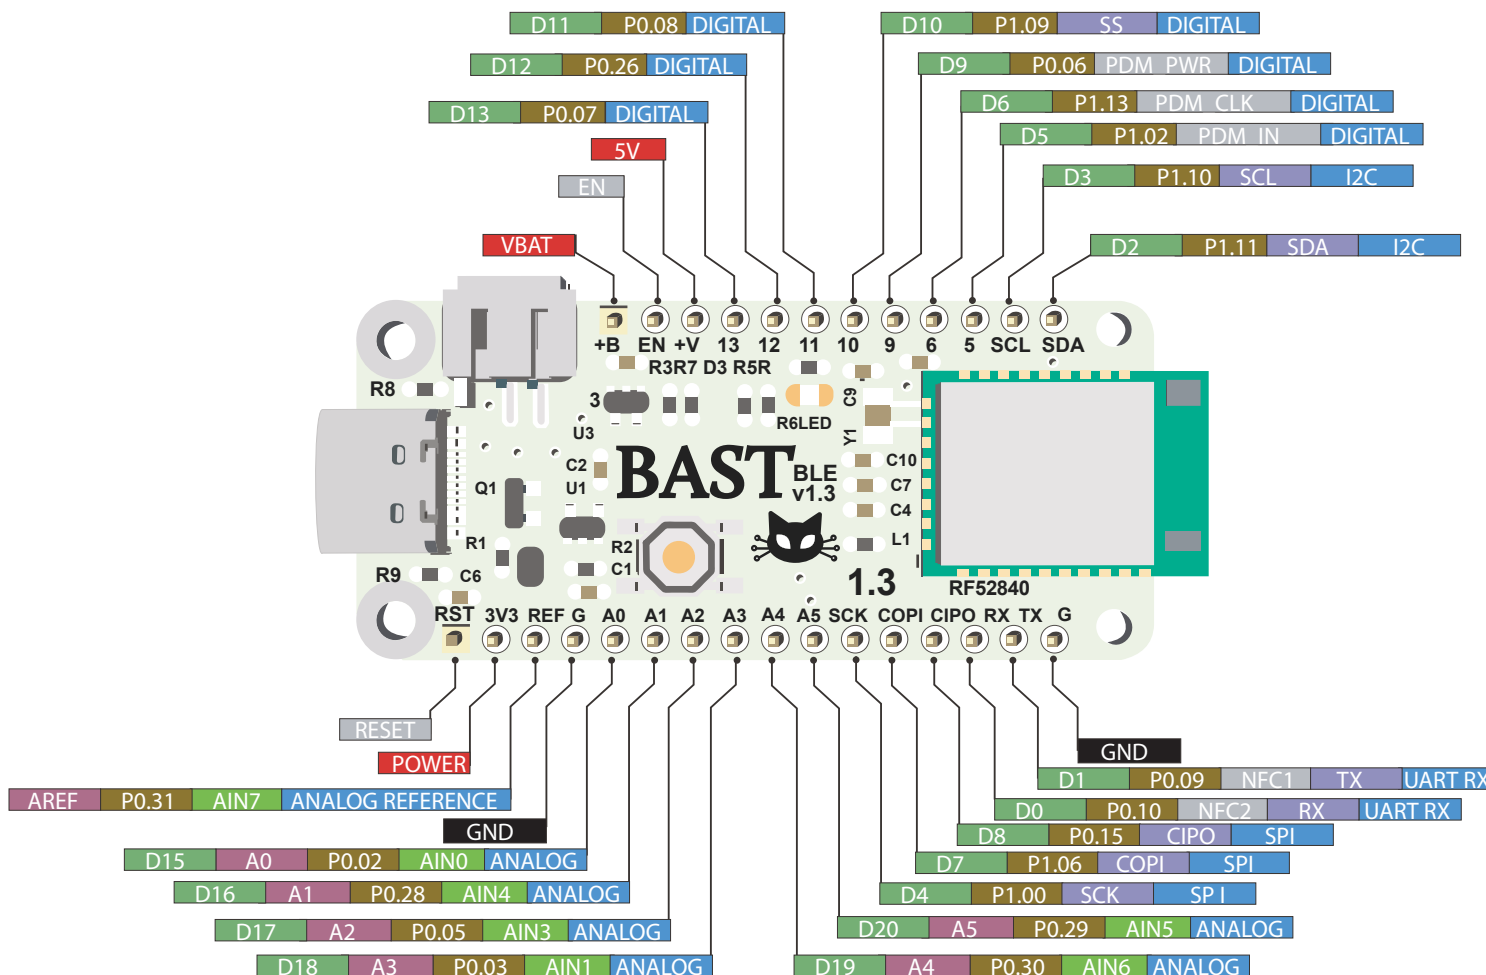 D11 P0.08 DIGITAL
D10 P1.09 SS DIGITAL
D12 P0.26 DIGITAL
D9 P0.06 PDM PWR DIGITAL
D13 P0.07 DIGITAL
D6 P1.13 PDM CLK DIGITAL
5V
D5 P1.02 PDM IN DIGITAL
EN
D3 P1.10 SCL I2C
VBAT
D2 P1.11 SDA I2C
+B EN +V 13 12 11 10 9 6 5 SCL SDA
R3R7 D3 R5R
R8
3
C9
R6LED
U3
Y1
C2
BAST
BLE
v1.3
C10
Q1
U1
C7
C4
R1
R2
L1
R9
C6
C1
1.3
RF52840
RST 3V3 REF G A0 A1 A2 A3 A4 A5 SCK COPI CIPO RX TX G
RESET
GND
POWER
D1 P0.09 NFC1 TX UART RX
AREF P0.31 AIN7 ANALOG REFERENCE
D0 P0.10 NFC2 RX UART RX
GND
D8 P0.15 CIPO SPI
D15 A0 P0.02 AIN0 ANALOG
D7 P1.06 COPI SPI
D16 A1 P0.28 AIN4 ANALOG
D4 P1.00 SCK SP I
D17 A2 P0.05 AIN3 ANALOG
D20 A5 P0.29 AIN5 ANALOG
D18 A3 P0.03 AIN1 ANALOG
D19 A4 P0.30 AIN6 ANALOG